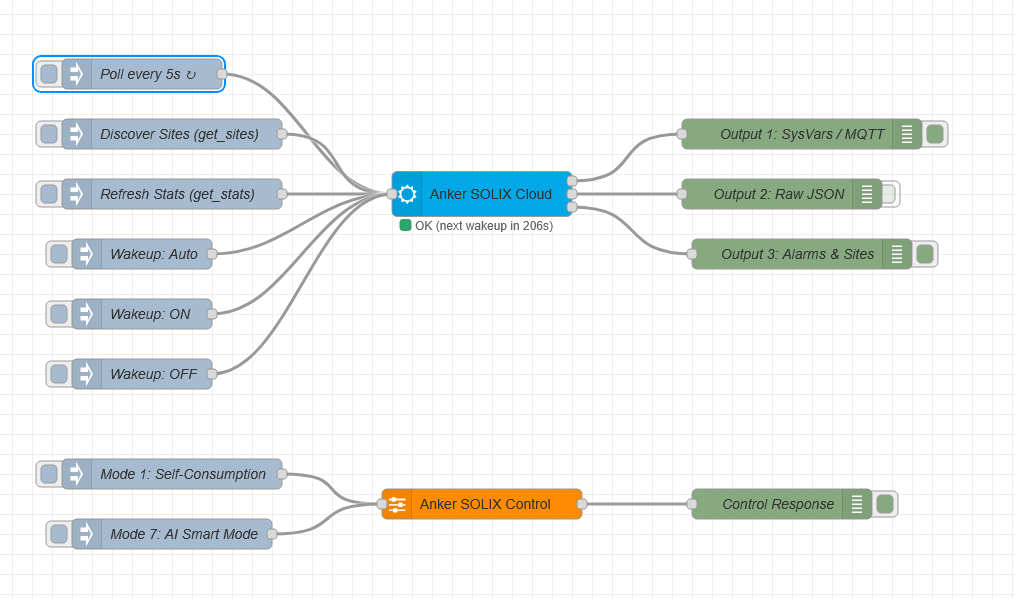 Poll every 5s ↻
Discover Sites (get_sites)
Output 1: SysVars / MQTT
Refresh Stats (get_stats)
Anker SOLIX Cloud
Output 2: Raw JSON
OK (next wakeup in 206s)
Wakeup: Auto
Output 3: Alarms & Sites
Wakeup: ON
Wakeup: OFF
Mode 1: Self-Consumption
Anker SOLIX Control
Control Response
Mode 7: AI Smart Mode